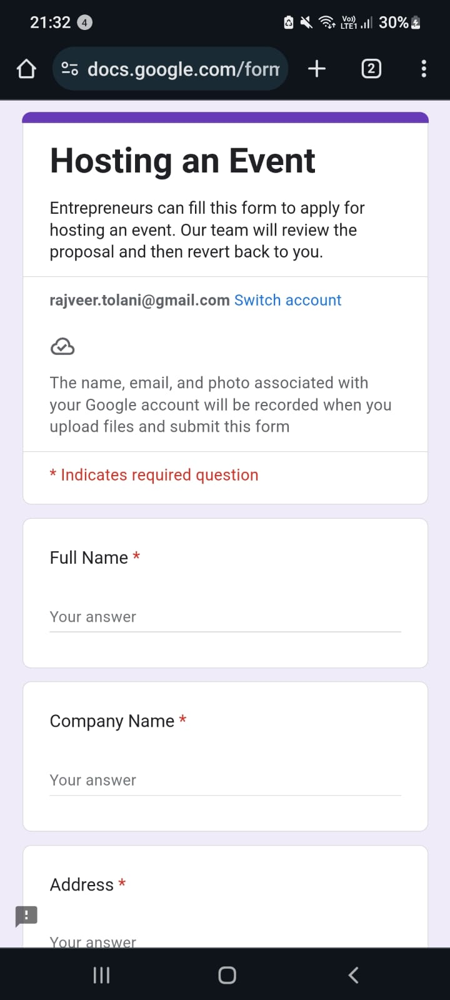 21:32 4 Vo)) LTE1 30%
docs.google.com/form 2
Hosting an Event
Entrepreneurs can fill this form to apply for
hosting an event. Our team will review the
proposal and then revert back to you.
rajveer.tolani@gmail.com Switch account
The name, email, and photo associated with
your Google account will be recorded when you
upload files and submit this form
* Indicates required question
Full Name *
Your answer
Company Name *
Your answer
Address *
Your answer